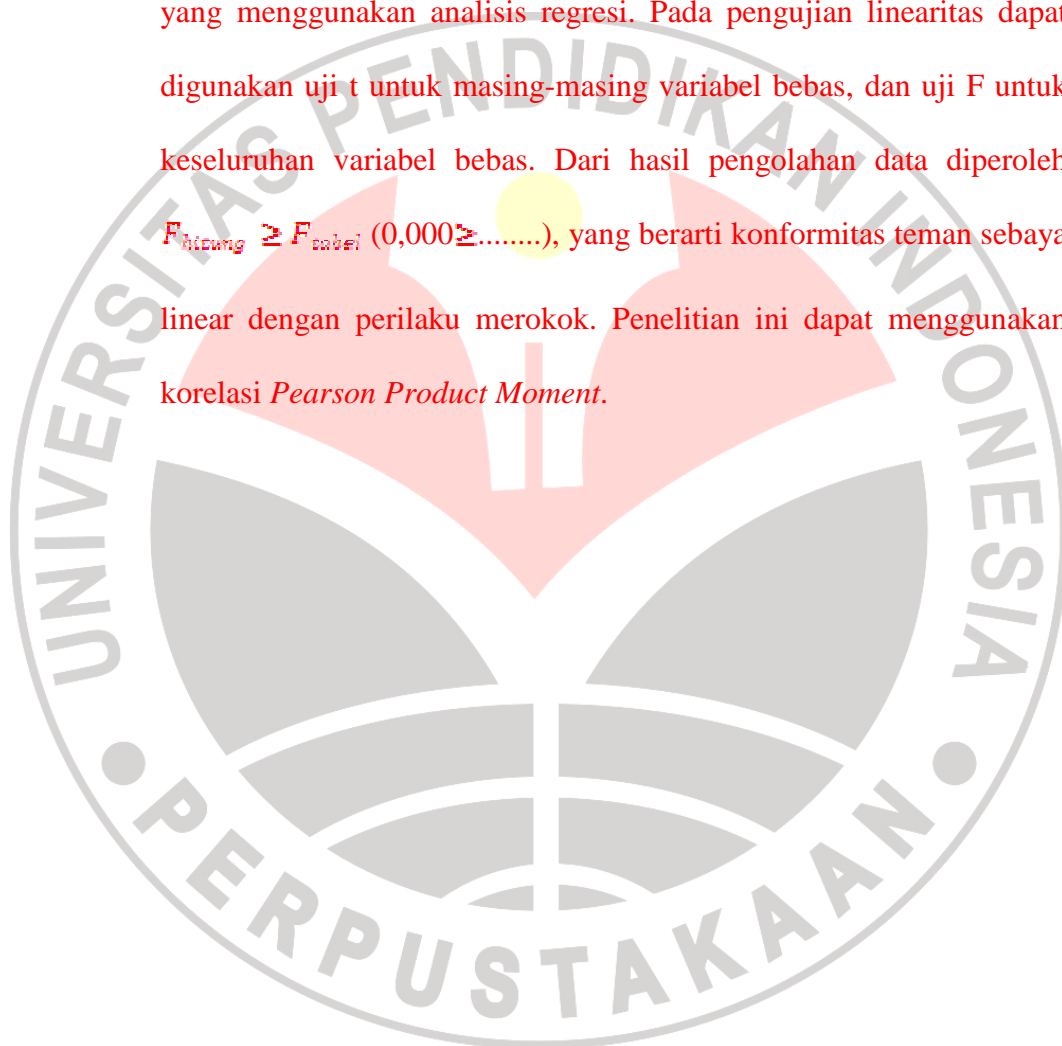 yang menggunakan analisis regresi. Pada pengujian linearitas dapat
digunakan uji t untuk masing-masing variabel bebas, dan uji F untuk
keseluruhan variabel bebas. Dari hasil pengolahan data diperoleh
F_hitung ≥ F_tabel (0,000≥........), yang berarti konformitas teman sebaya
linear dengan perilaku merokok. Penelitian ini dapat menggunakan
korelasi Pearson Product Moment.
UNIVERSITAS PENDIDIKAN INDONESIA
PERPUSTAKAAN